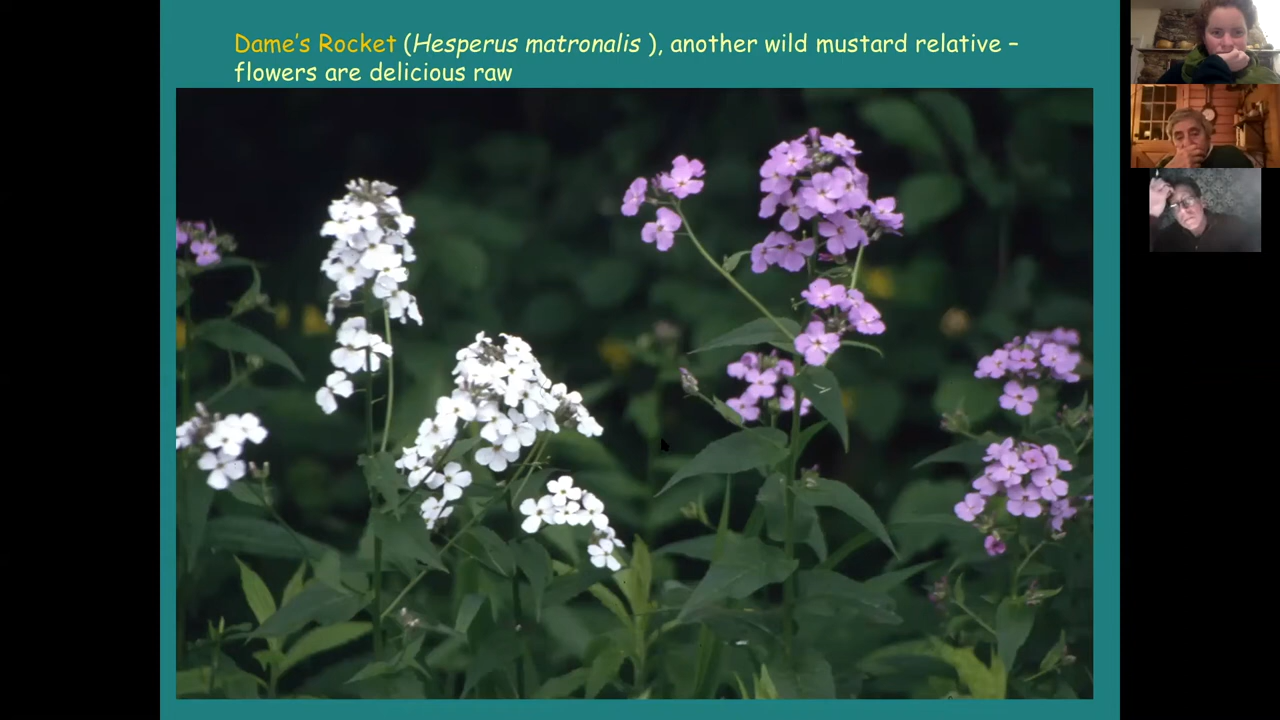 Dame's Rocket (Hesperus matronalis ), another wild mustard relative –
flowers are delicious raw